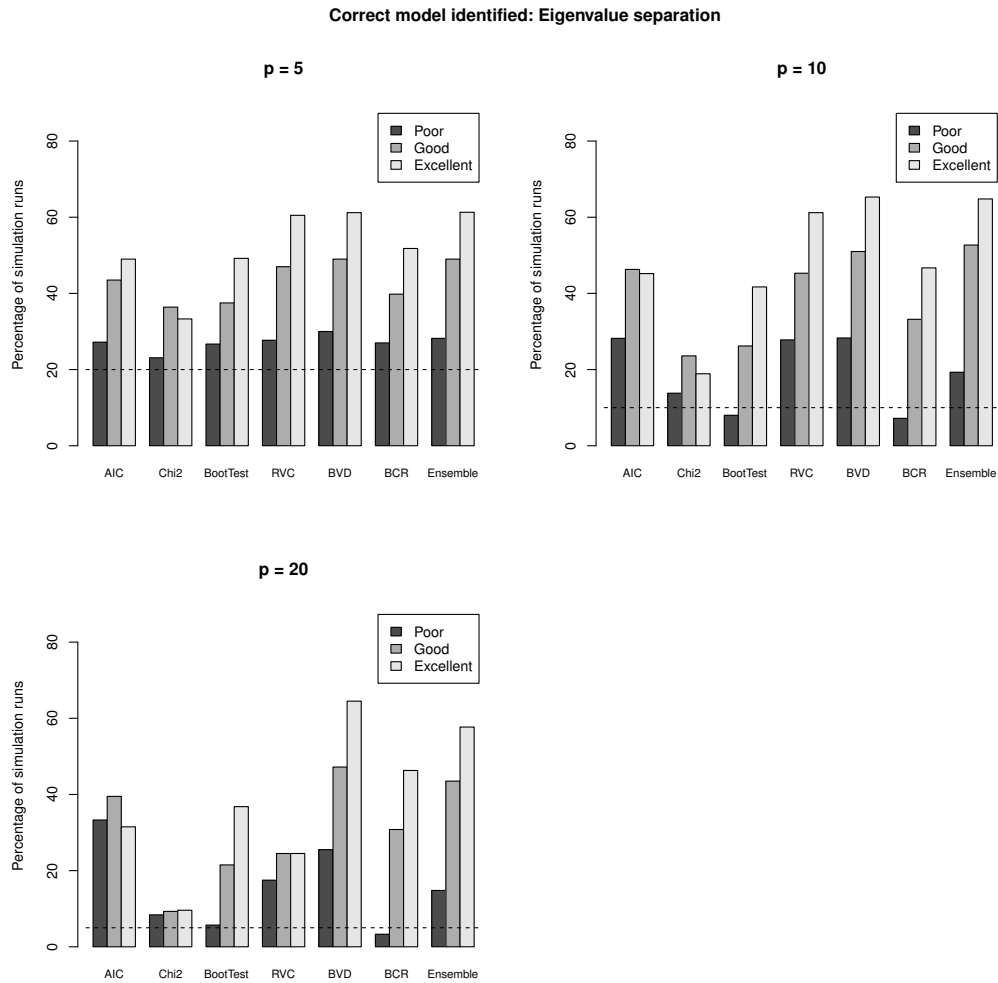 Correct model identified: Eigenvalue separation
p = 5
Percentage of simulation runs
80
60
40
20
0
Poor
Good
Excellent
AIC Chi2 BootTest RVC BVD BCR Ensemble
p = 10
Percentage of simulation runs
80
60
40
20
0
Poor
Good
Excellent
AIC Chi2 BootTest RVC BVD BCR Ensemble
p = 20
Percentage of simulation runs
80
60
40
20
0
Poor
Good
Excellent
AIC Chi2 BootTest RVC BVD BCR Ensemble